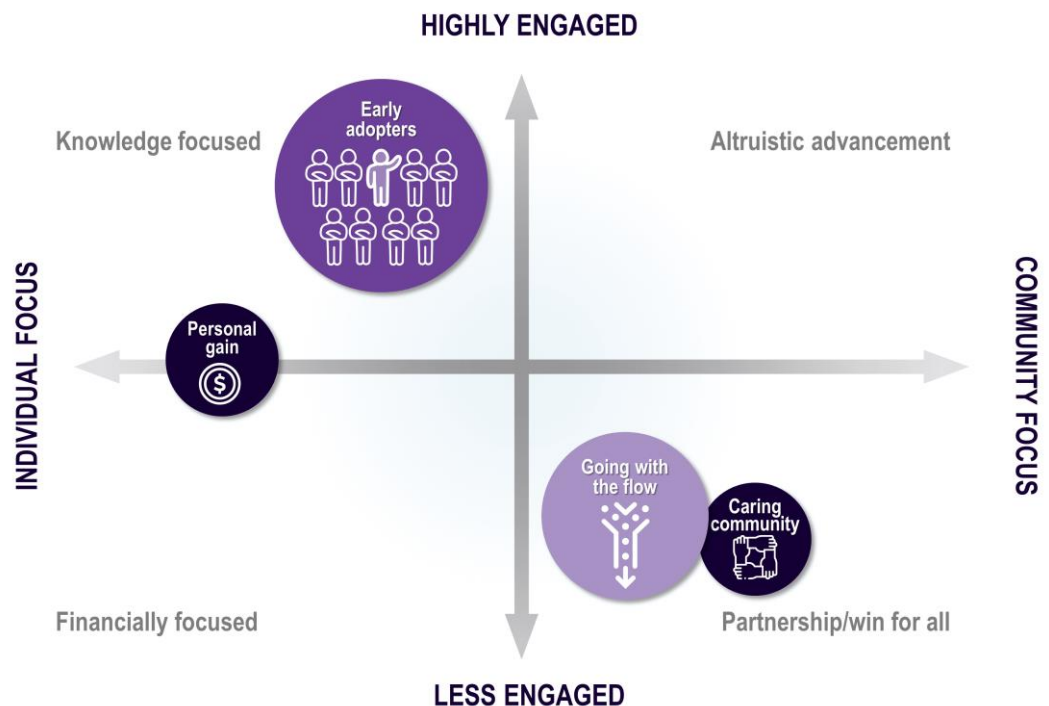 HIGHLY ENGAGED
Knowledge focused
Early
adopters
Altruistic advancement
INDIVIDUAL FOCUS
Personal
gain
$
COMMUNITY FOCUS
Going with
the flow
Caring
community
Financially focused
Partnership/win for all
LESS ENGAGED